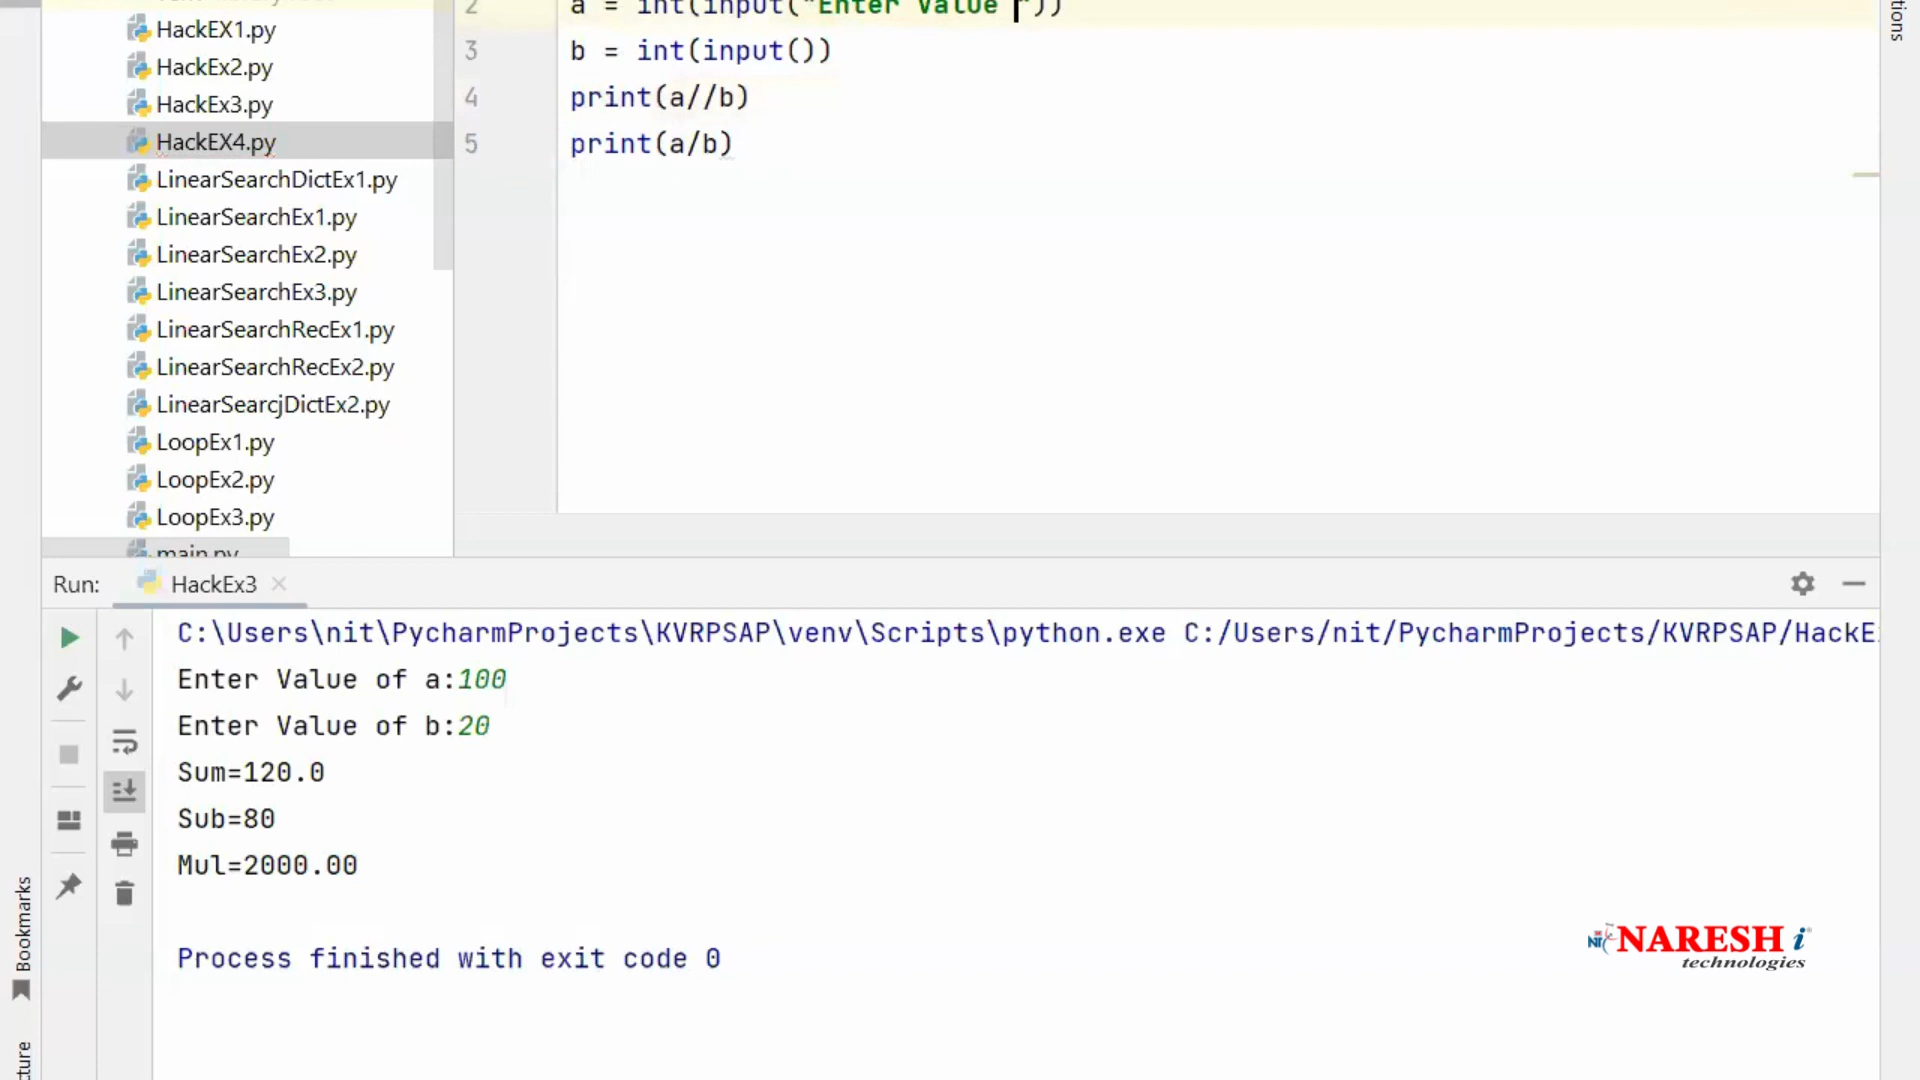 HackEX1.py
HackEx2.py
HackEx3.py
HackEX4.py
LinearSearchDictEx1.py
LinearSearchEx1.py
LinearSearchEx2.py
LinearSearchEx3.py
LinearSearchRecEx1.py
LinearSearchRecEx2.py
LinearSearcjDictEx2.py
LoopEx1.py
LoopEx2.py
LoopEx3.py
main.py
2 a = int(input("Enter Value "))
3 b = int(input())
4 print(a//b)
5 print(a/b)
tions
Run: HackEx3
C:\Users\nit\PycharmProjects\KVRPSAP\venv\Scripts\python.exe C:/Users/nit/PycharmProjects/KVRPSAP/HackE
Enter Value of a:100
Enter Value of b:20
Sum=120.0
Sub=80
Mul=2000.00
Process finished with exit code 0
Bookmarks
cture
NARESH i
technologies